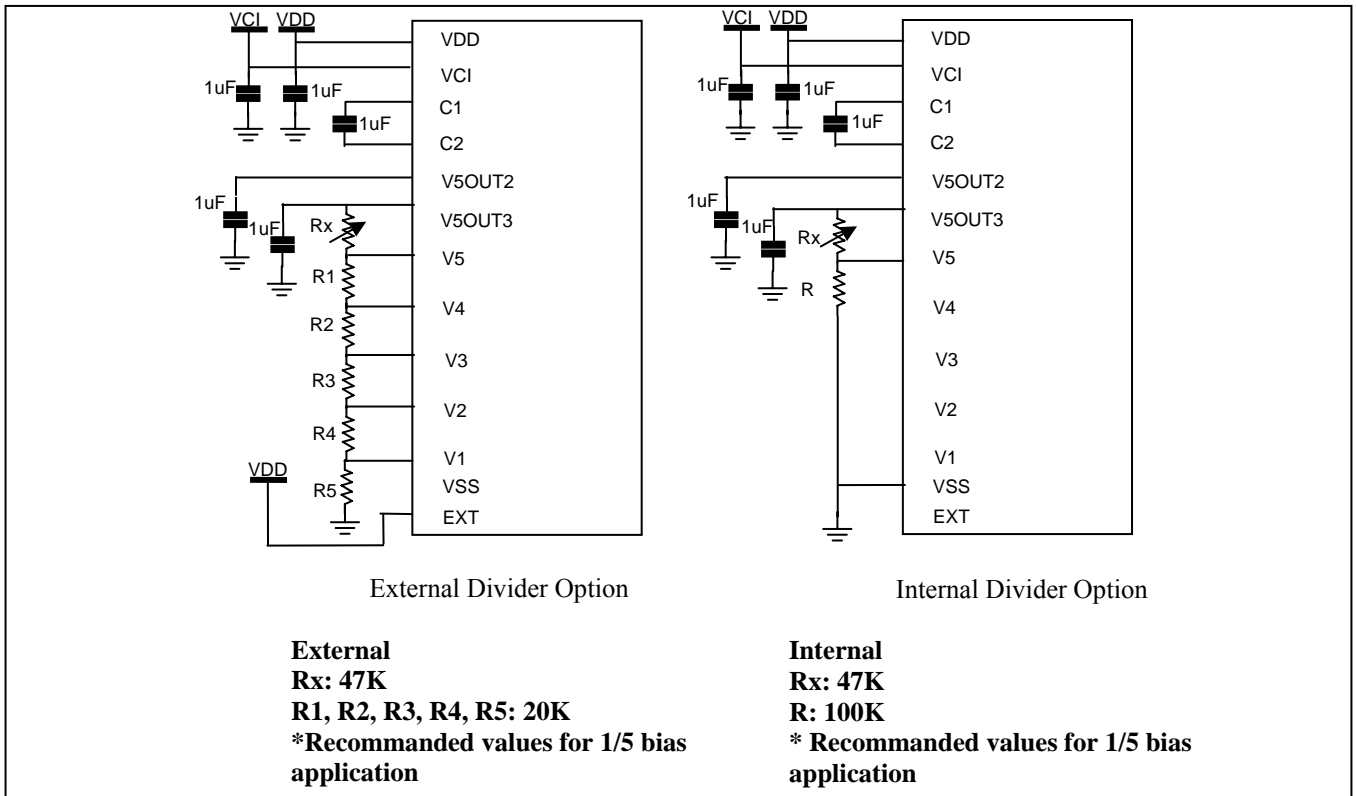 VCI VDD
VDD
VCI
1uF
1uF
C1
1uF
C2
V5OUT2
1uF
V5OUT3
1uF
Rx
V5
R1
V4
R2
V3
R3
V2
R4
V1
VDD
VSS
R5
EXT
External Divider Option
VCI VDD
VDD
VCI
1uF
1uF
C1
1uF
C2
V5OUT2
1uF
V5OUT3
1uF
Rx
V5
R
V4
V3
V2
V1
VSS
EXT
Internal Divider Option
External
Rx: 47K
R1, R2, R3, R4, R5: 20K
*Recommanded values for 1/5 bias
application
Internal
Rx: 47K
R: 100K
* Recommanded values for 1/5 bias
application